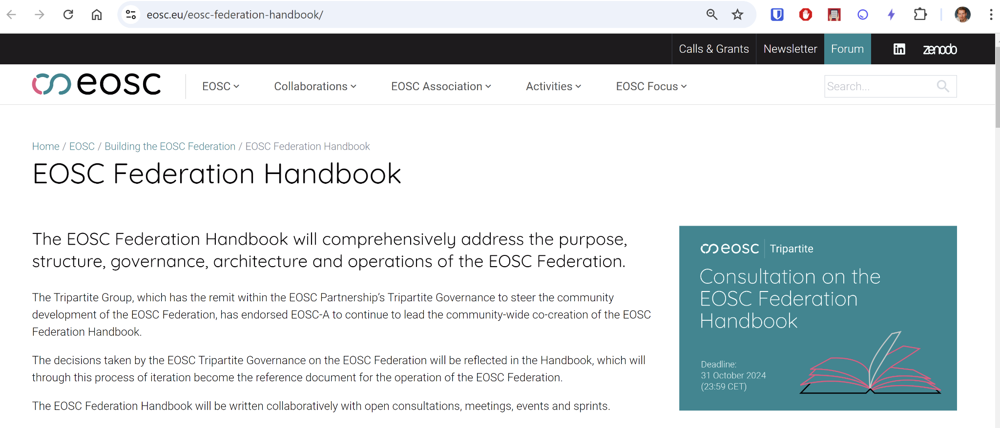 eosc.eu/eosc-federation-handbook/
Calls & Grants
Newsletter
Forum
in
zenodo
eosc
EOSC
Collaborations
EOSC Association
Activities
EOSC Focus
Search...
Home / EOSC / Building the EOSC Federation / EOSC Federation Handbook
EOSC Federation Handbook
The EOSC Federation Handbook will comprehensively address the purpose,
structure, governance, architecture and operations of the EOSC Federation.
The Tripartite Group, which has the remit within the EOSC Partnership’s Tripartite Governance to steer the community
development of the EOSC Federation, has endorsed EOSC-A to continue to lead the community-wide co-creation of the EOSC
Federation Handbook.
The decisions taken by the EOSC Tripartite Governance on the EOSC Federation will be reflected in the Handbook, which will
through this process of iteration become the reference document for the operation of the EOSC Federation.
The EOSC Federation Handbook will be written collaboratively with open consultations, meetings, events and sprints.
eosc | Tripartite
Consultation on the
EOSC Federation
Handbook
Deadline:
31 October 2024
(23:59 CET)